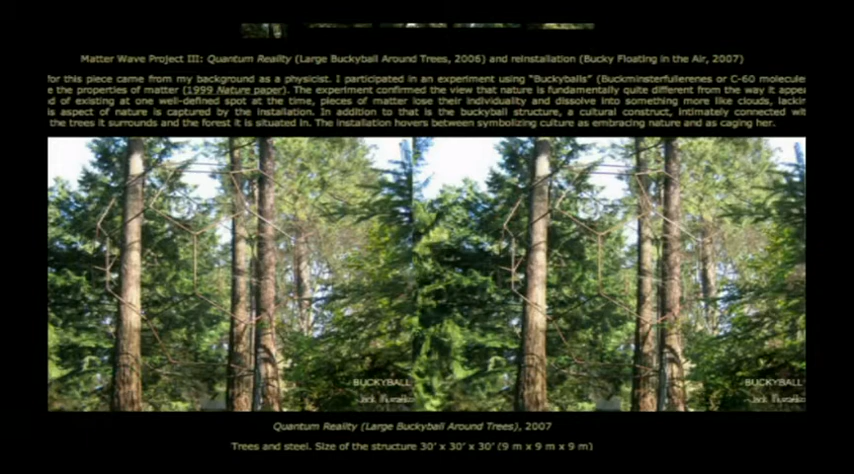 Matter Wave Project III: Quantum Reality (Large Buckyball Around Trees, 2006) and reinstallation (Bucky Floating in the Air, 2007)
for this piece came from my background as a physicist. I participated in an experiment using "Buckyballs" (Buckminsterfullerenes or C-60 molecule
e the properties of matter (1999 Nature paper). The experiment confirmed the view that nature is fundamentally quite different from the way it appea
d of existing at one well-defined spot at the time, pieces of matter lose their individuality and dissolve into something more like clouds, lackin
is aspect of nature is captured by the installation. In addition to that is the buckyball structure, a cultural construct, intimately connected wit
the trees it surrounds and the forest it is situated in. The installation hovers between symbolizing culture as embracing nature and as caging her.
BUCKYBALL
BUCKYBALL
Quantum Reality (Large Buckyball Around Trees), 2007
Trees and steel. Size of the structure 30' x 30' x 30' (9 m x 9 m x 9 m)